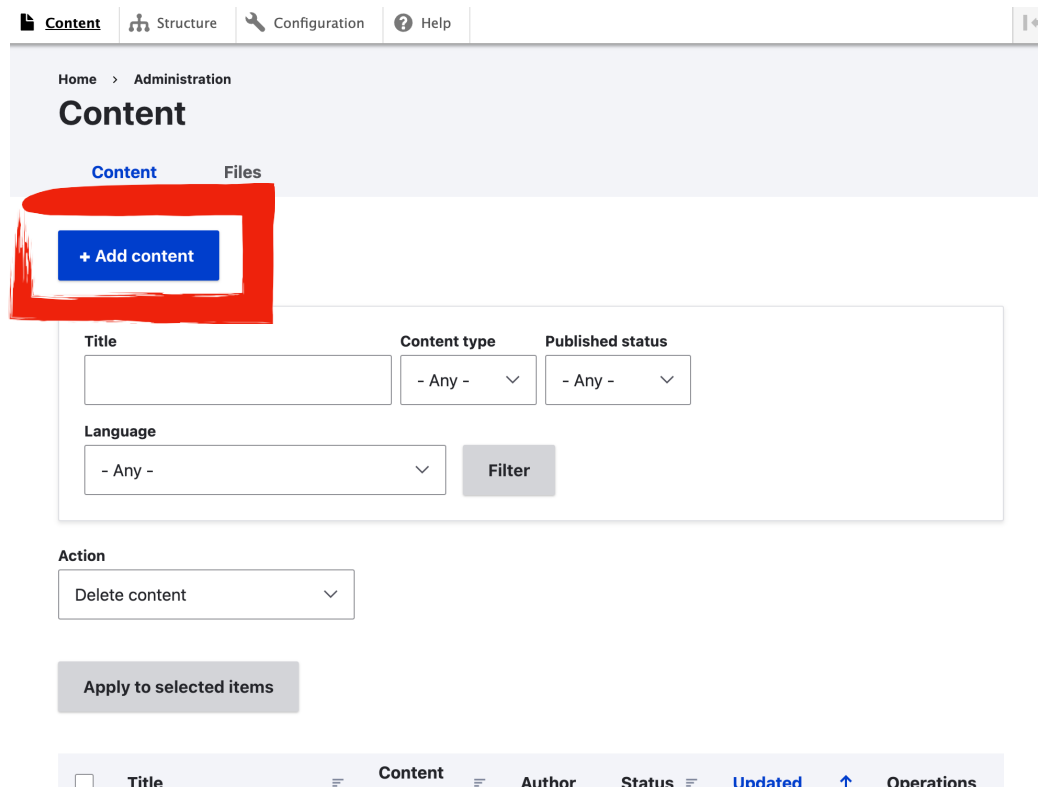 Content Structure Configuration Help
Home › Administration
Content
Content Files
+ Add content
Title Content type Published status
- Any - - Any -
Language
- Any - Filter
Action
Delete content
Apply to selected items
Title Content Author Status Updated Operations